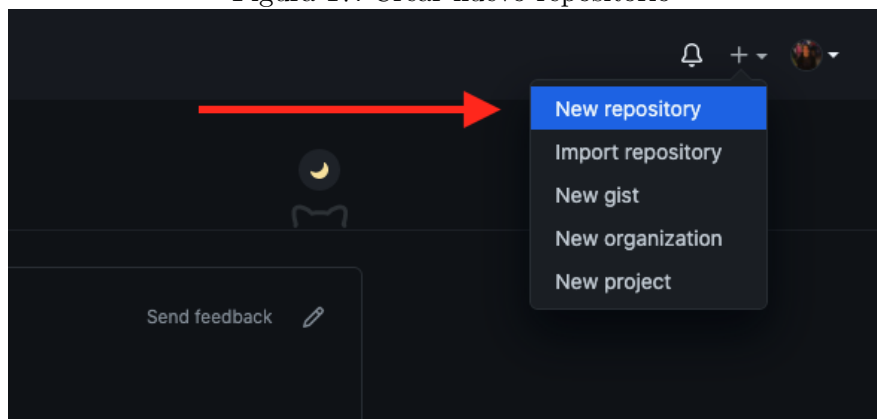 New repository
Import repository
New gist
New organization
New project
Send feedback